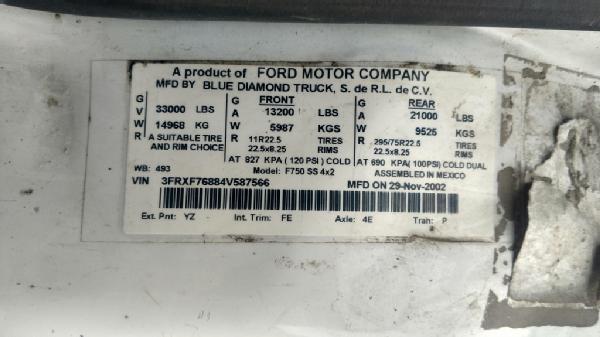 A product of FORD MOTOR COMPANY
MFD BY BLUE DIAMOND TRUCK, S. de R.L. de C.V.
G V W R
33000 LBS
14968 KG
A SUITABLE TIRE
AND RIM CHOICE
FRONT
G A W R
13200 LBS
5987 KGS
11R22.5 TIRES
22.5x8.25 RIMS
AT 827 KPA( 120 PSI) COLD
REAR
G A W R
21000 LBS
9525 KGS
295/75R22.5 TIRES
22.5x8.25 RIMS
AT 690 KPA( 100PSI) COLD DUAL
WB: 493
Model: F750 SS 4x2
ASSEMBLED IN MEXICO
VIN 3FRXF76884V587566
MFD ON 29-Nov-2002
Ext. Pnt: YZ Int. Trim: FE Axle: 4E Trah: P